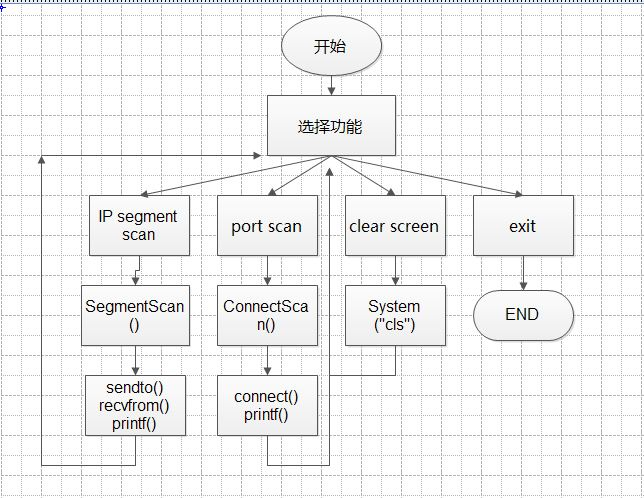 开始
选择功能
IP segment
scan
port scan
clear screen
exit
SegmentScan
()
ConnectSca
n()
System
("cls")
END
sendto()
recvfrom()
printf()
connect()
printf()